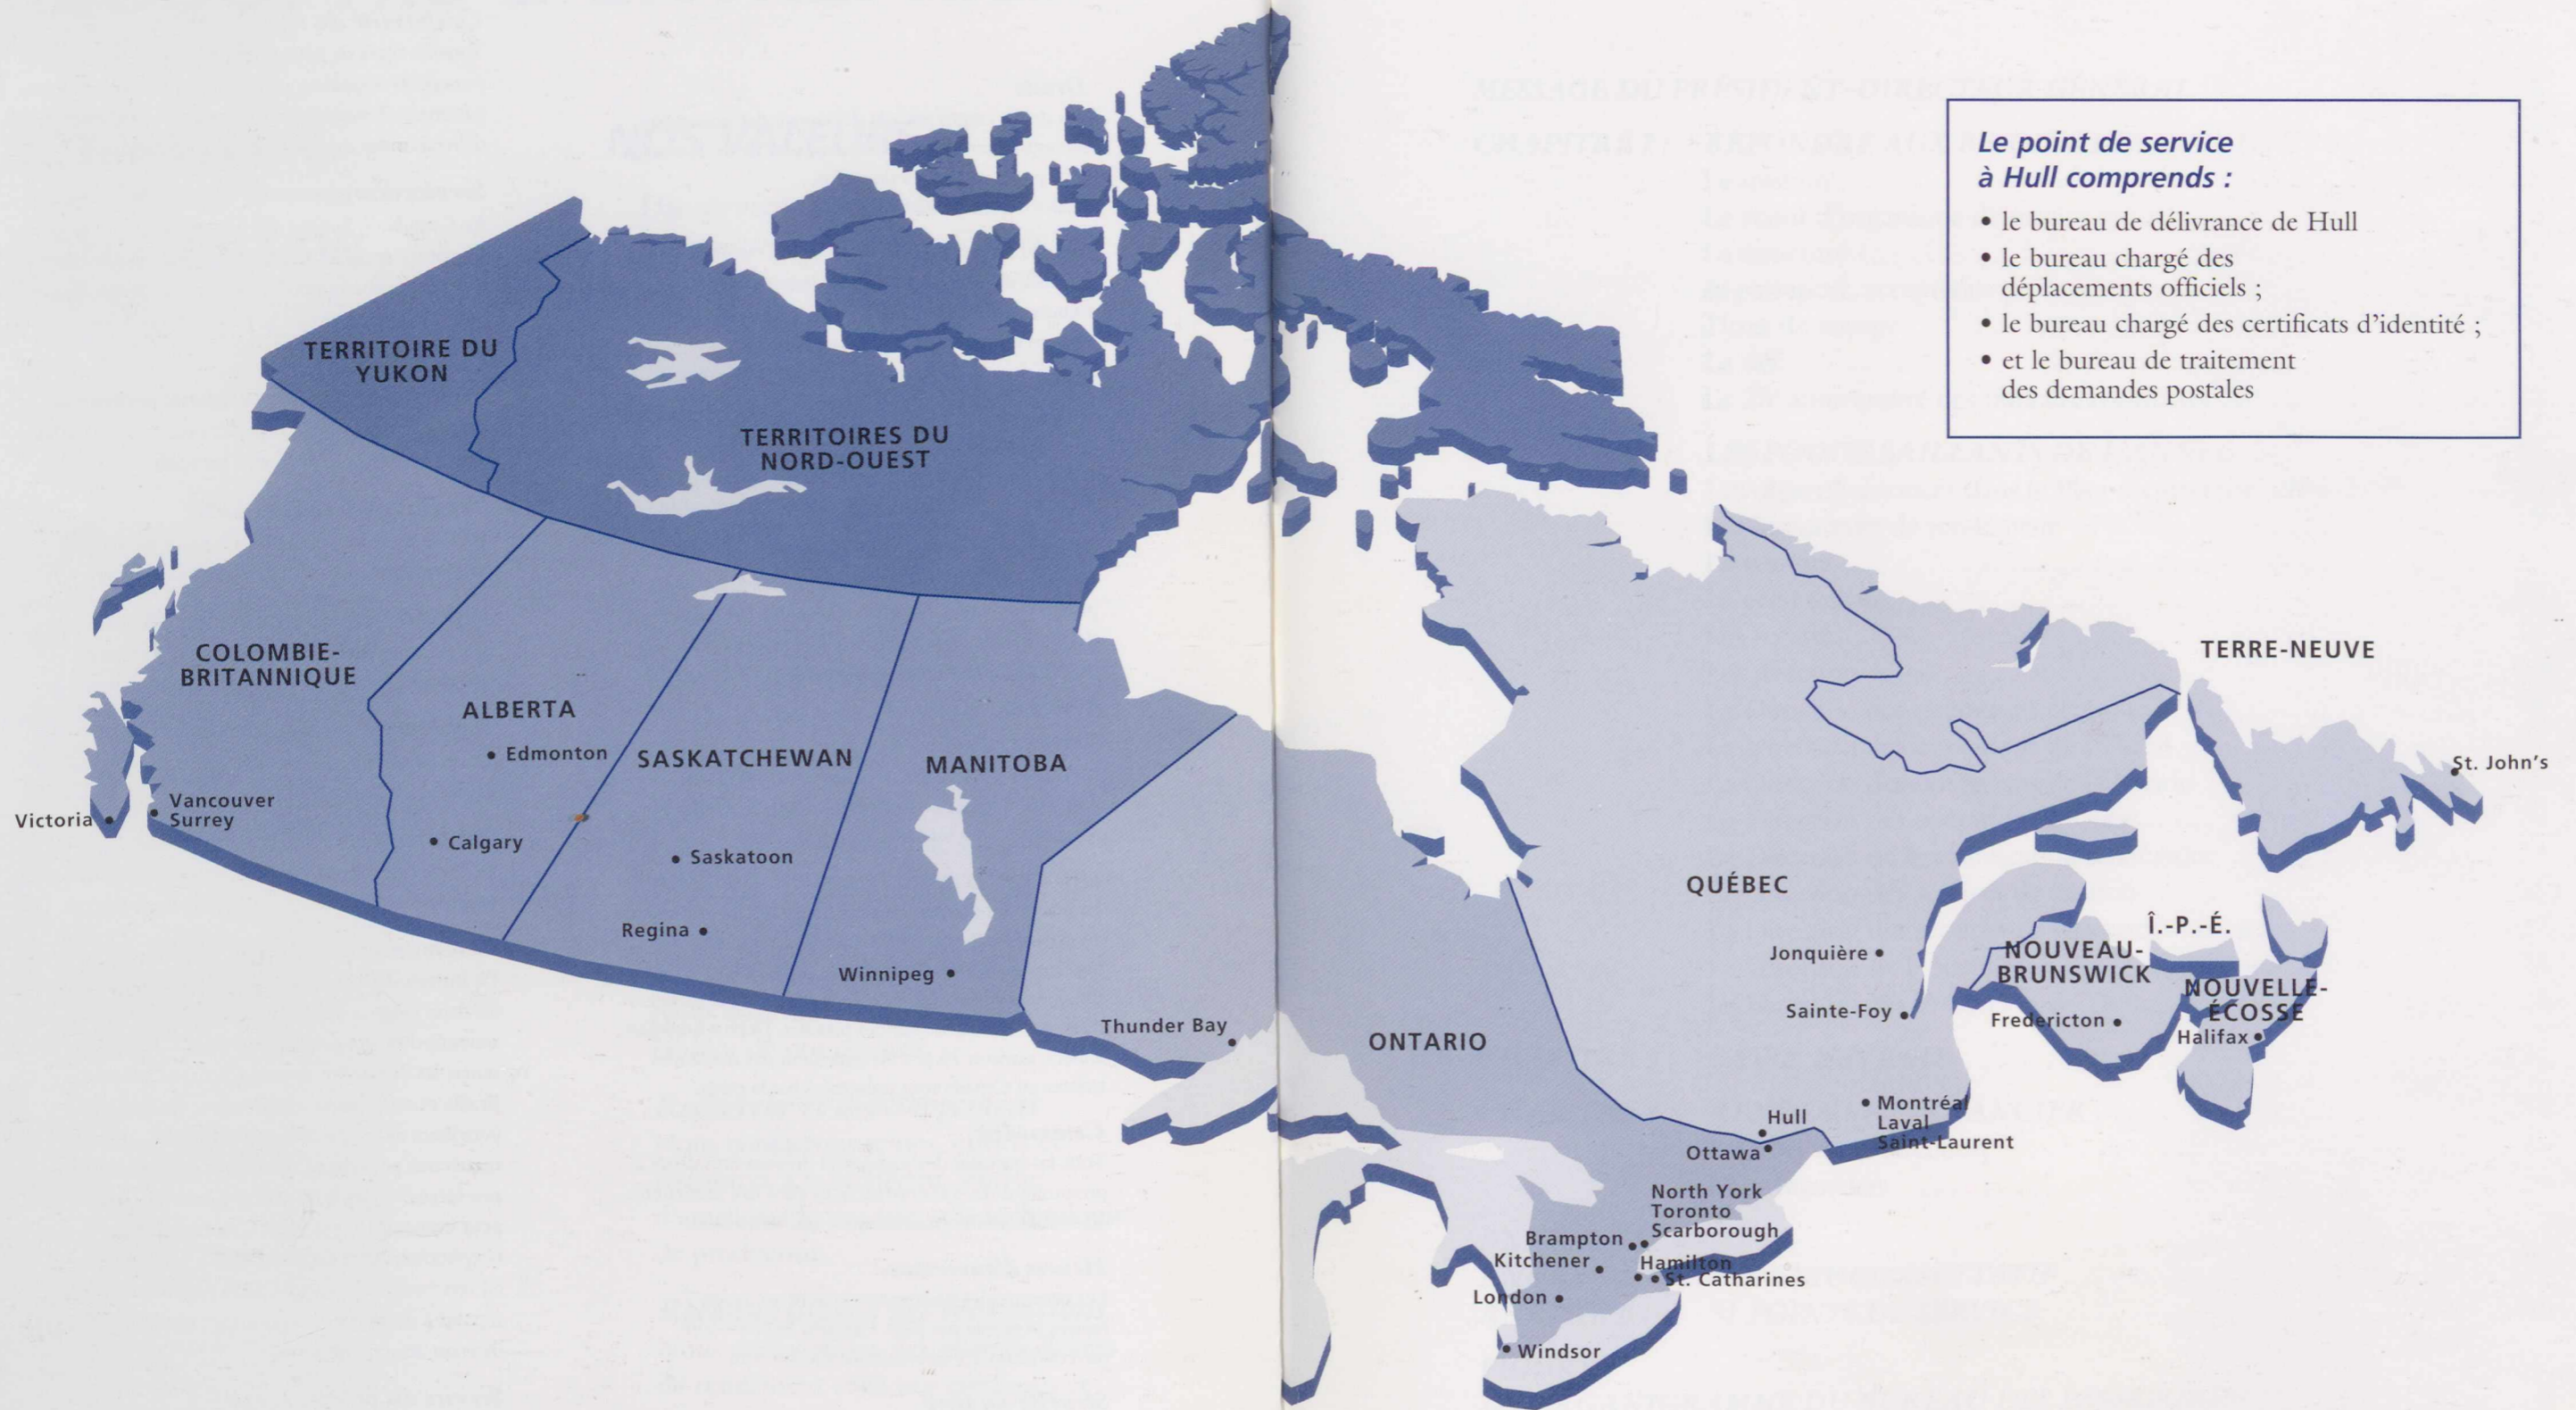 Le point de service
à Hull comprends :
• le bureau de délivrance de Hull
• le bureau chargé des
déplacements officiels ;
• le bureau chargé des certificats d’identité ;
• et le bureau de traitement
des demandes postales
TERRITOIRE DU
YUKON
TERRITOIRES DU
NORD-OUEST
COLOMBIE-
BRITANNIQUE
ALBERTA
Edmonton
SASKATCHEWAN
MANITOBA
Victoria
Vancouver
Surrey
Calgary
Saskatoon
Regina
Winnipeg
Thunder Bay
ONTARIO
QUÉBEC
Jonquière
Sainte-Foy
Hull
Ottawa
Montréal
Laval
Saint-Laurent
North York
Toronto
Scarborough
Brampton
Kitchener
Hamilton
St. Catharines
London
Windsor
TERRE-NEUVE
St. John’s
Î.-P.-É.
NOUVEAU-
BRUNSWICK
NOUVELLE-
ÉCOSSE
Fredericton
Halifax